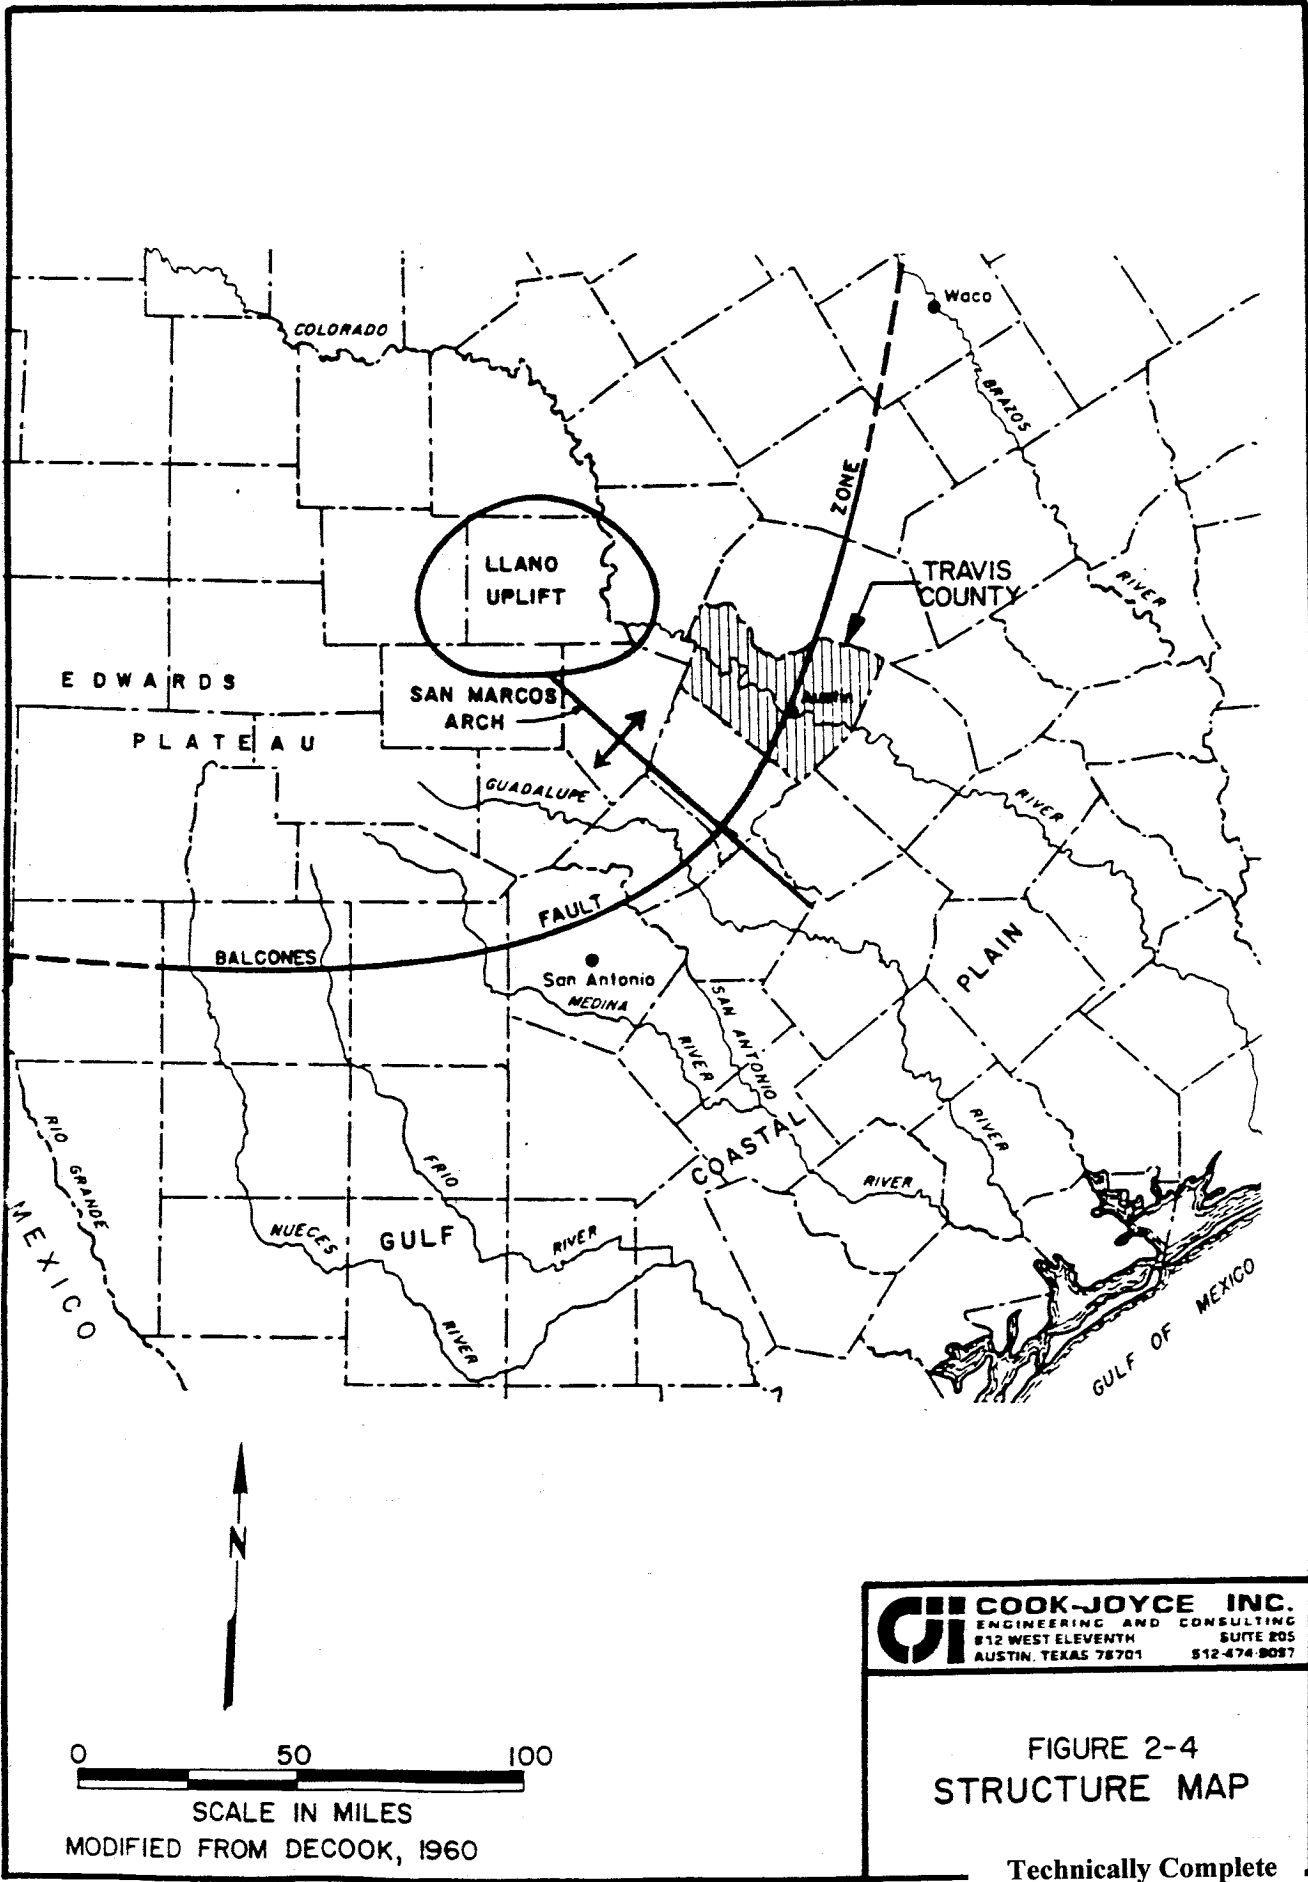 Waco
COLORADO
BRAZOS
ZONE
LLANO
UPLIFT
TRAVIS
COUNTY
RIVER
EDWARDS
SAN MARCOS
ARCH
Austin
PLATEAU
GUADALUPE
RIVER
FAULT
BALCONES
PLAIN
San Antonio
MEDINA
SAN ANTONIO
RIVER
RIO GRANDE
COASTAL
RIVER
FRIO
RIVER
MEXICO
NUECES
GULF
RIVER
RIVER
GULF OF MEXICO
N
COOK-JOYCE INC.
ENGINEERING AND CONSULTING
812 WEST ELEVENTH SUITE 205
AUSTIN, TEXAS 78701 512-474-9097
0 50 100
SCALE IN MILES
MODIFIED FROM DECOOK, 1960
FIGURE 2-4
STRUCTURE MAP
Technically Complete